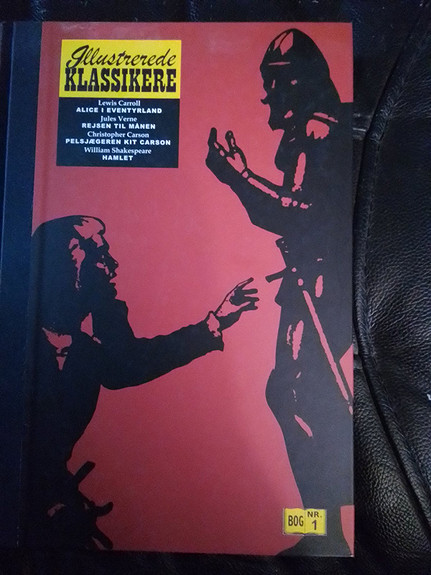 Illustrerede
KLASSIKERE
Lewis Carroll
ALICE I EVENTYRLAND
Jules Verne
REJSEN TIL MÅNEN
Christopher Carson
PELSJÆGEREN KIT CARSON
William Shakespeare
HAMLET
BOG NR. 1